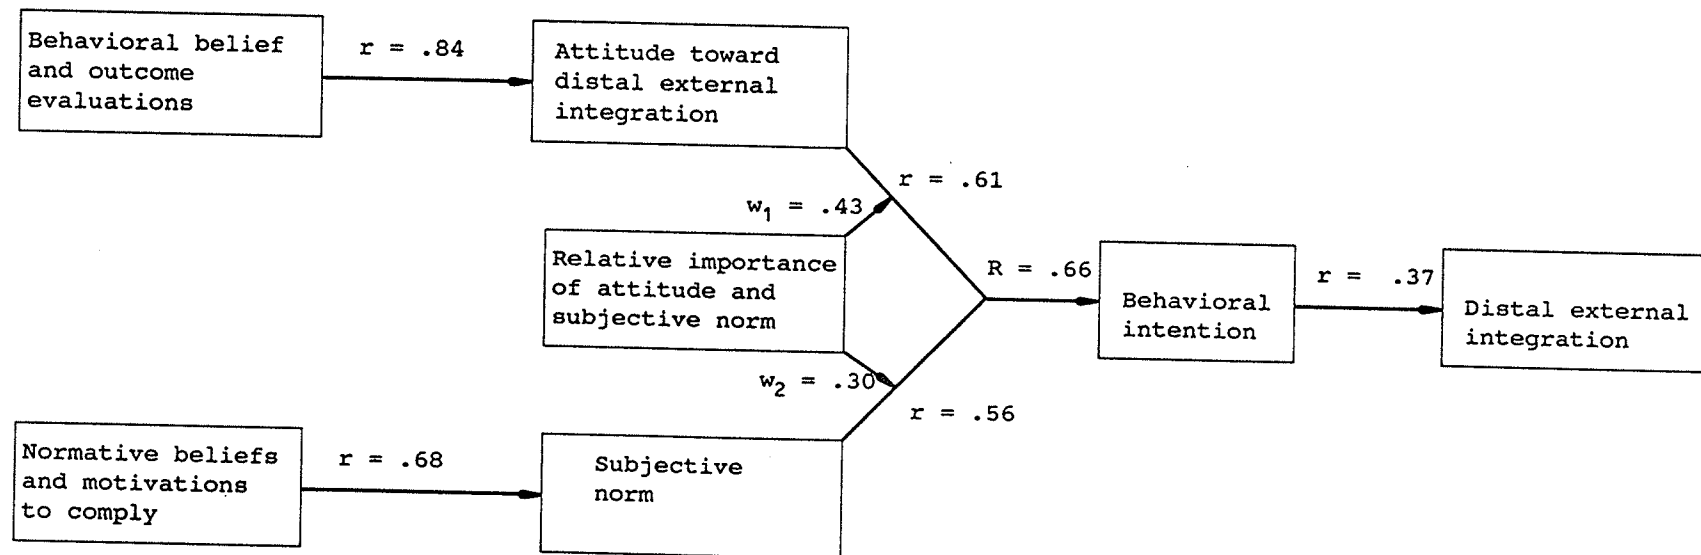 Behavioral belief
and outcome
evaluations
r = .84
Attitude toward
distal external
integration
r = .61
w1 = .43
Relative importance
of attitude and
subjective norm
w2 = .30
R = .66
Behavioral
intention
r = .37
Distal external
integration
r = .56
Normative beliefs
and motivations
to comply
r = .68
Subjective
norm